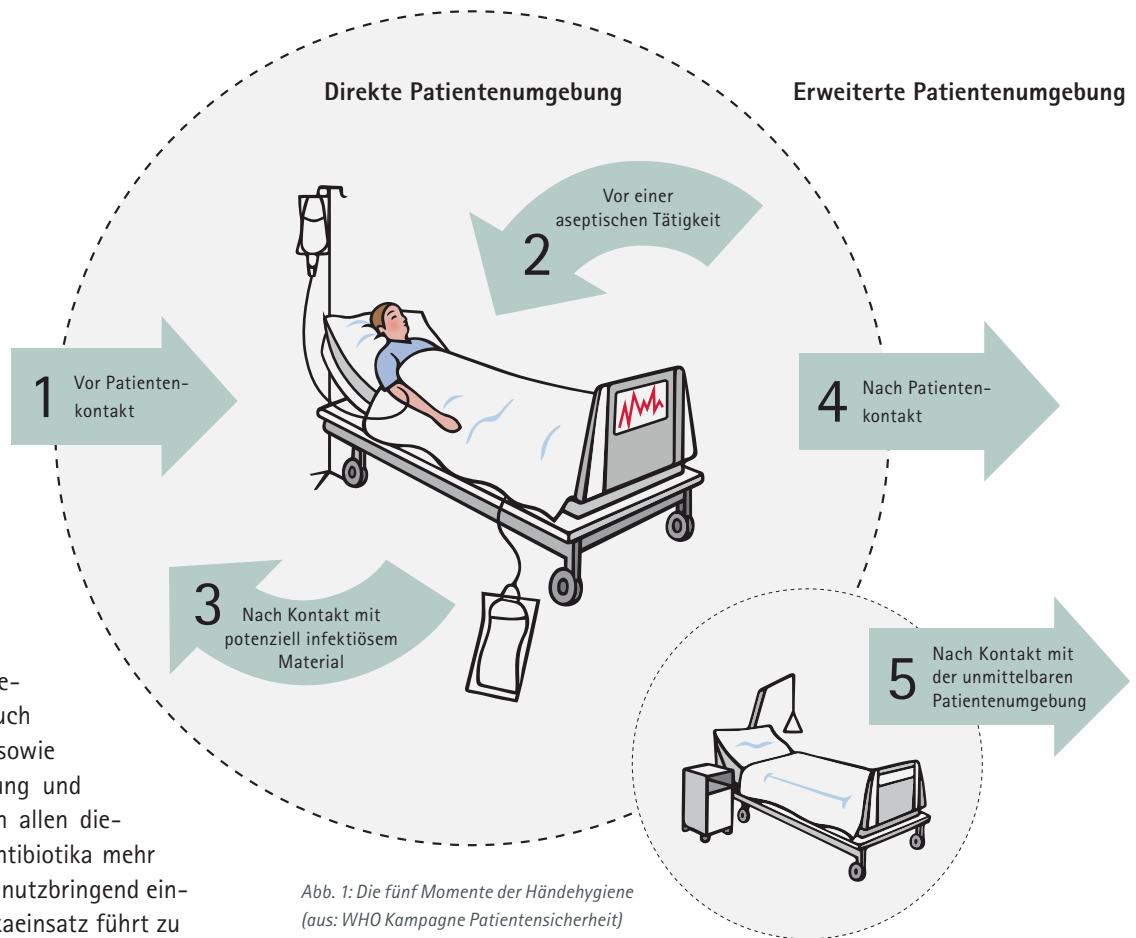 Direkte Patientenumgebung
Erweiterte Patientenumgebung
Vor einer
aseptischen Tätigkeit
2
1
Vor Patienten-
kontakt
4
Nach Patienten-
kontakt
3
Nach Kontakt mit
potenziell infektiösem
Material
5
Nach Kontakt mit
der unmittelbaren
Patientenumgebung
e-
uch
sowie
ung und
n allen die-
ntibiotika mehr
nutzbringend ein-
kaeinsatz führt zu
Abb. 1: Die fünf Momente der Händehygiene
(aus: WHO Kampagne Patientensicherheit)